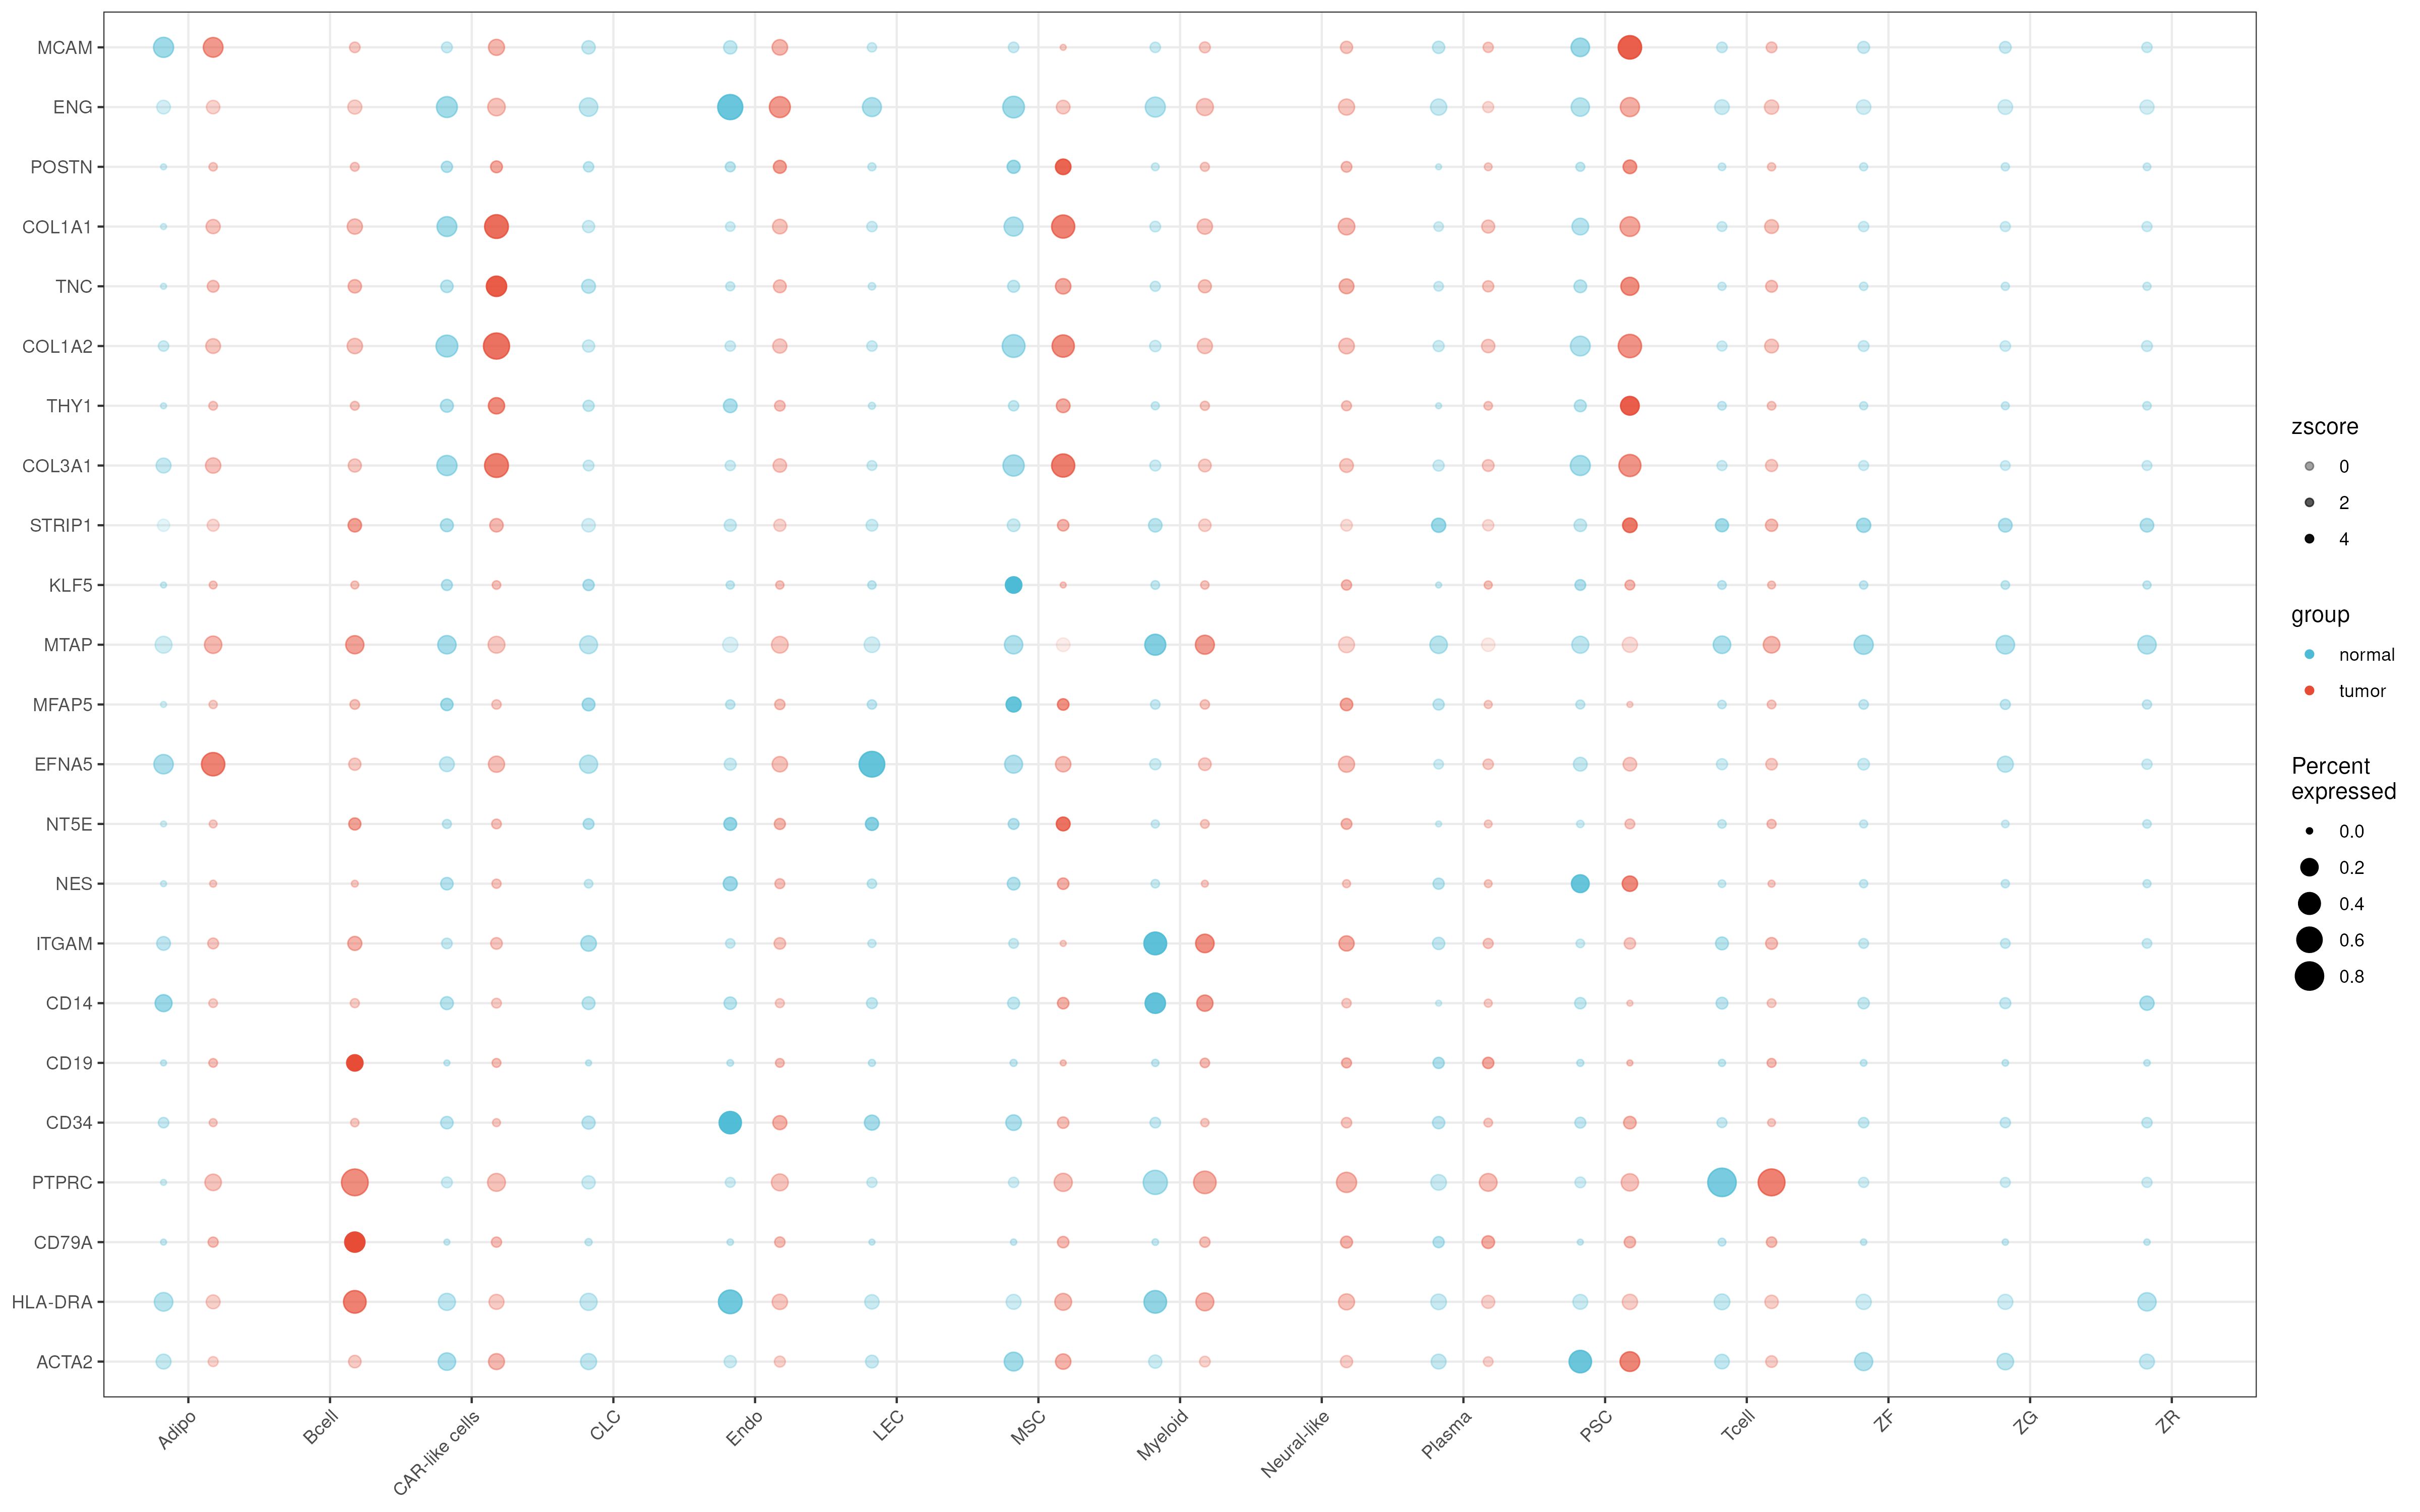 MCAM
ENG
POSTN
COL1A1
TNC
COL1A2
THY1
COL3A1
STRIP1
KLF5
MTAP
MFAP5
EFNA5
NT5E
NES
ITGAM
CD14
CD19
CD34
PTPRC
CD79A
HLA-DRA
ACTA2
Adipo
Bcell
CAR-like cells
CLC
Endo
LEC
MSC
Myeloid
Neural-like
Plasma
PSC
Tcell
ZF
ZG
ZR
zscore
0
2
4
group
normal
tumor
Percent
expressed
0.0
0.2
0.4
0.6
0.8